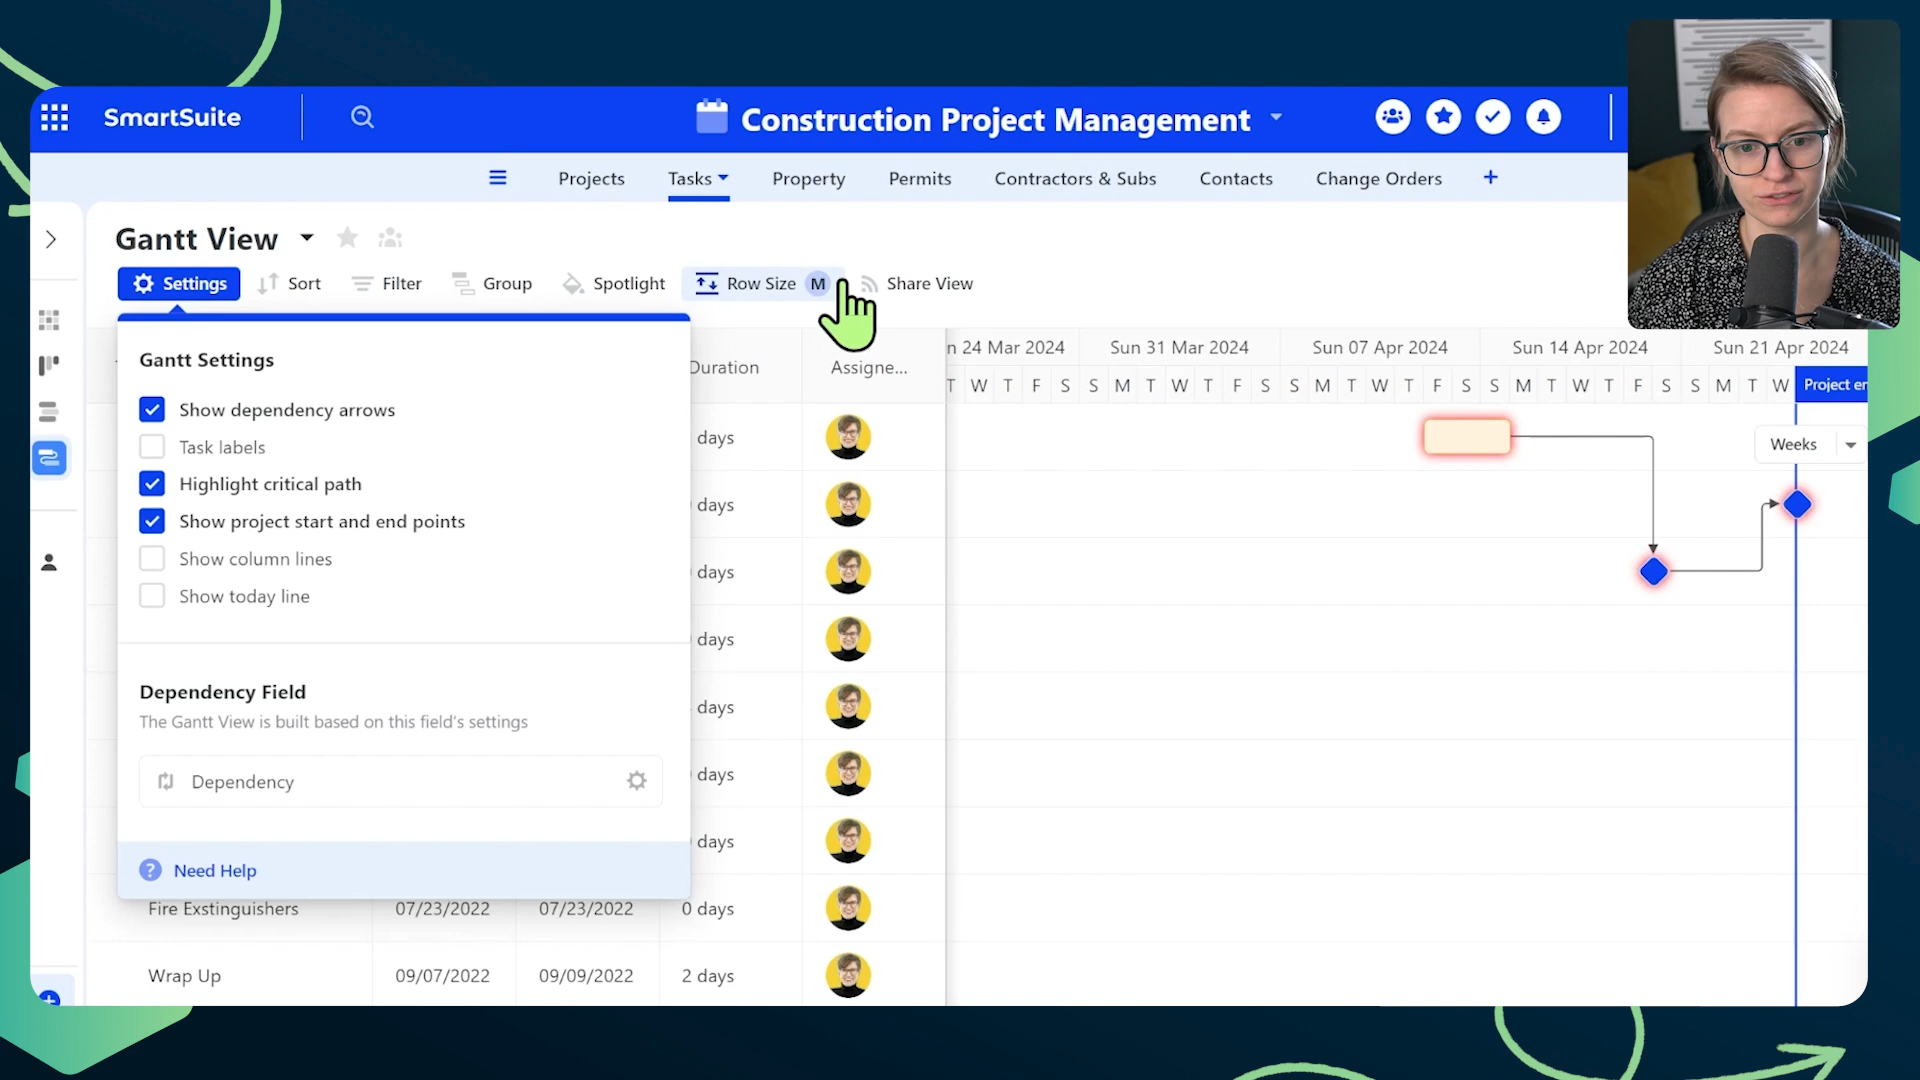 SmartSuite
Construction Project Management
Projects
Tasks
Property
Permits
Contractors & Subs
Contacts
Change Orders
+
Gantt View
Settings
Sort
Filter
Group
Spotlight
Row Size M
Share View
Gantt Settings
Show dependency arrows
Task labels
Highlight critical path
Show project start and end points
Show column lines
Show today line
Dependency Field
The Gantt View is built based on this field's settings
Dependency
? Need Help
Duration
Assigne...
n 24 Mar 2024
Sun 31 Mar 2024
Sun 07 Apr 2024
Sun 14 Apr 2024
Sun 21 Apr 2024
T W T F S S M T W T F S S M T W T F S S M T W T F S S M T W
Project en
Weeks
days
days
days
days
days
days
days
Fire Exstinguishers 07/23/2022 07/23/2022 0 days
Wrap Up 09/07/2022 09/09/2022 2 days